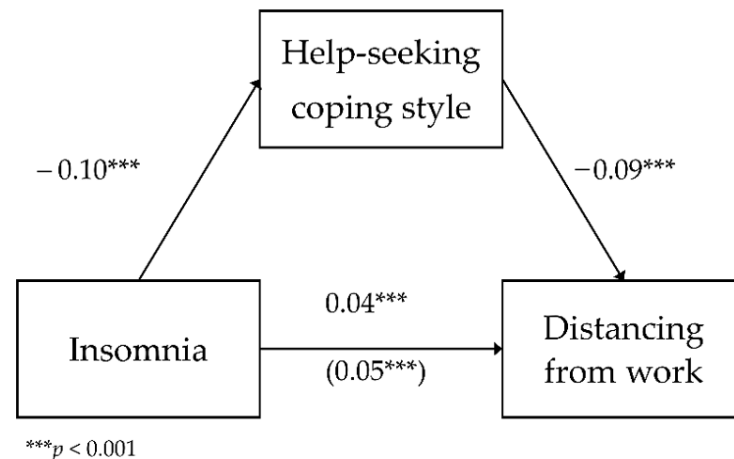 Help-seeking
coping style
−0.10***
−0.09***
Insomnia
0.04***
(0.05***)
Distancing
from work
***p < 0.001